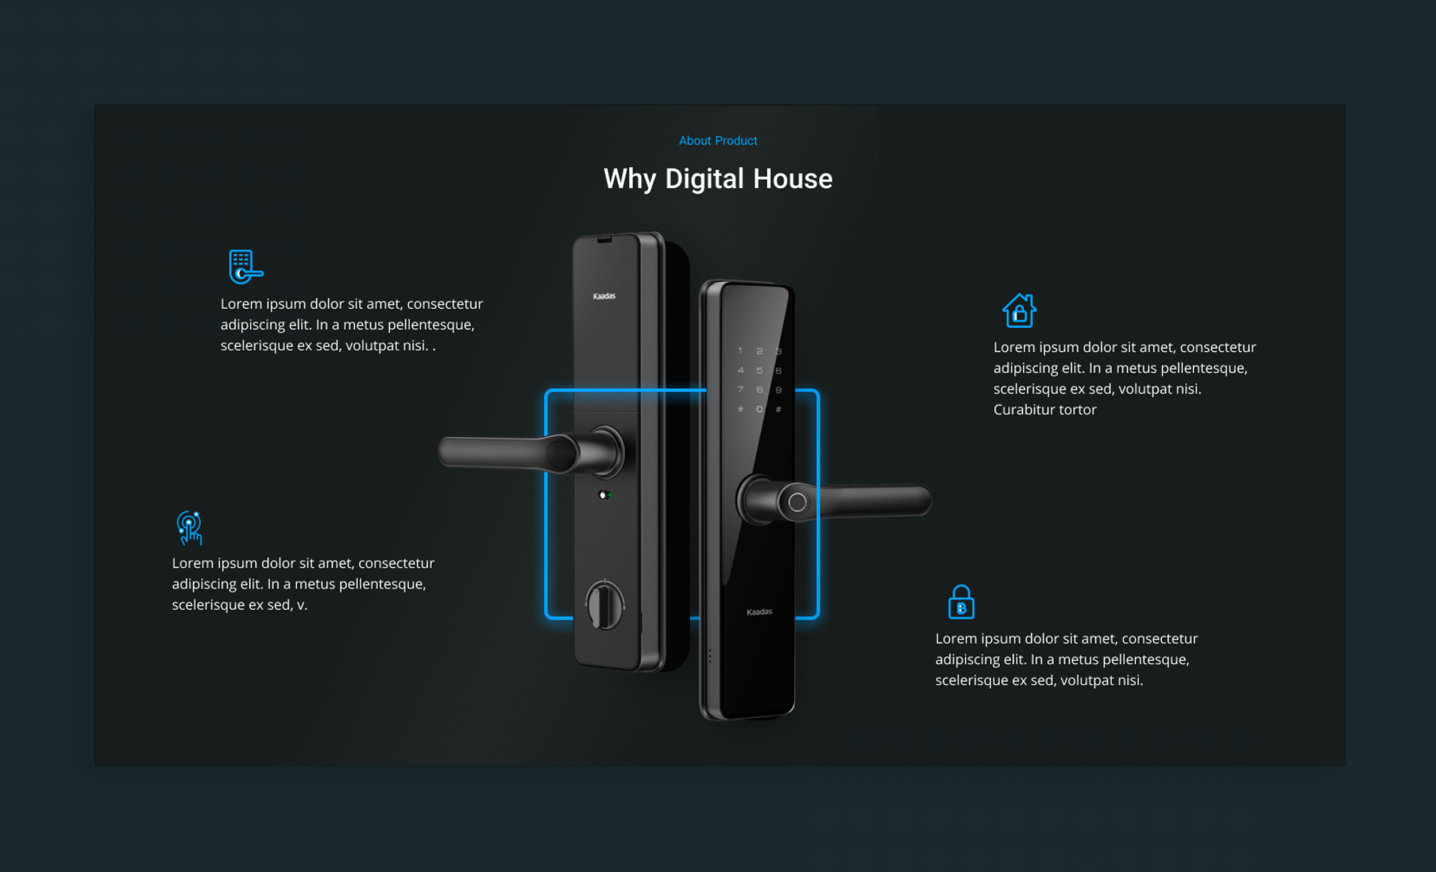 About Product
Why Digital House
Lorem ipsum dolor sit amet, consectetur
adipiscing elit. In a metus pellentesque,
scelerisque ex sed, volutpat nisi. .
Lorem ipsum dolor sit amet, consectetur
adipiscing elit. In a metus pellentesque,
scelerisque ex sed, v.
Kaadas
1 2 3
4 5 6
7 8 9
* 0 #
Kaadas
Lorem ipsum dolor sit amet, consectetur
adipiscing elit. In a metus pellentesque,
scelerisque ex sed, volutpat nisi.
Curabitur tortor
B
Lorem ipsum dolor sit amet, consectetur
adipiscing elit. In a metus pellentesque,
scelerisque ex sed, volutpat nisi.